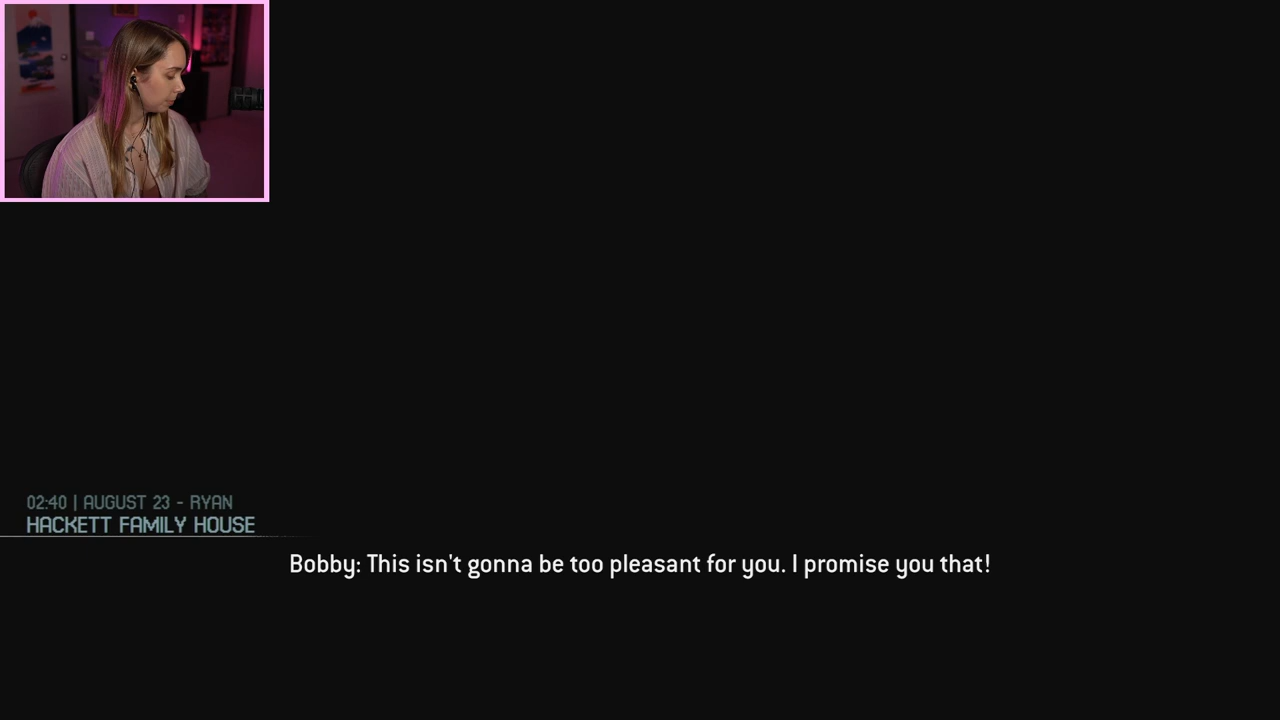 02:40 | AUGUST 23 - RYAN
HACKETT FAMILY HOUSE
Bobby: This isn't gonna be too pleasant for you. I promise you that!